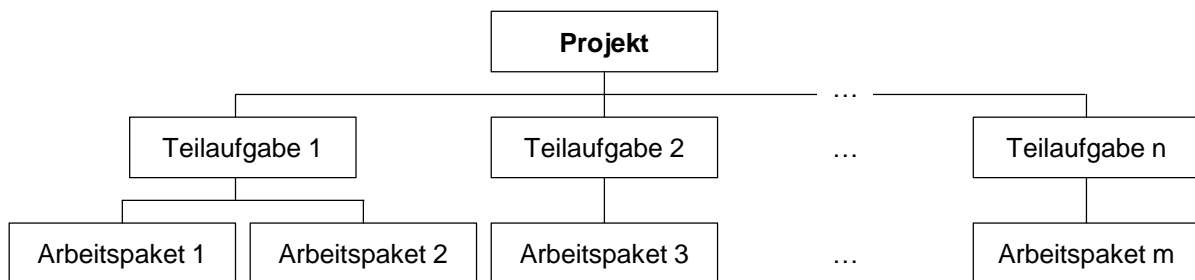 Projekt
…
Teilaufgabe 1
Teilaufgabe 2
…
Teilaufgabe n
Arbeitspaket 1
Arbeitspaket 2
Arbeitspaket 3
…
Arbeitspaket m